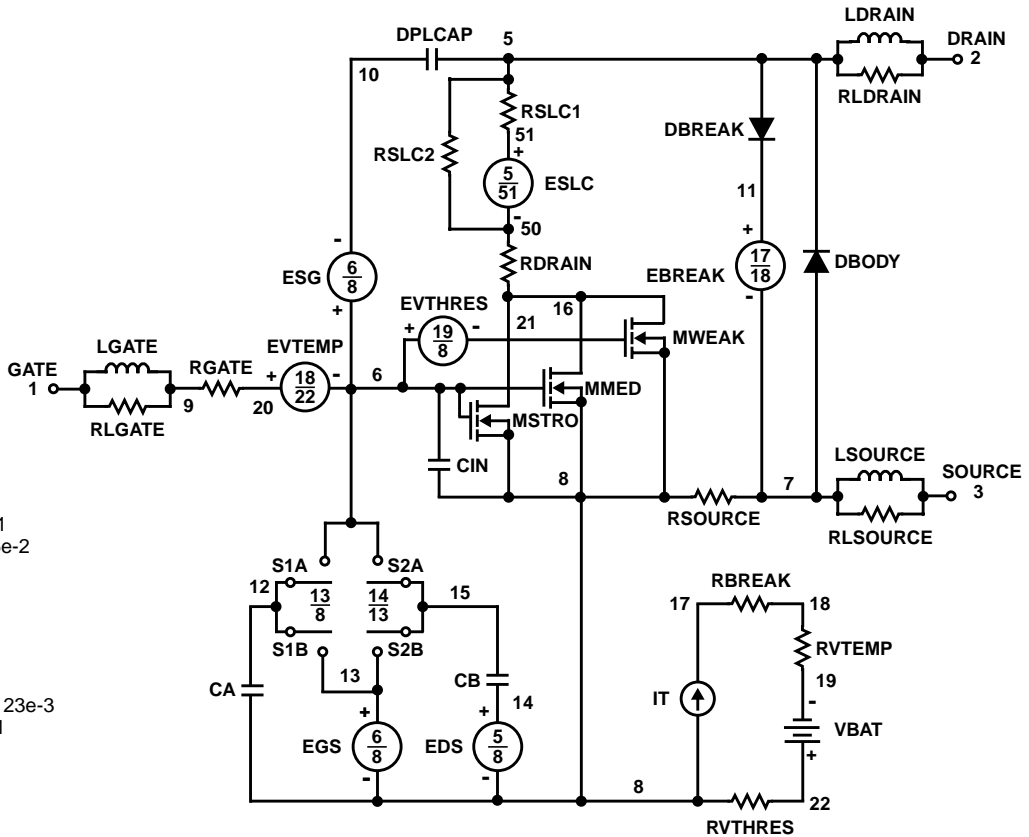 LDRAIN
DPLCAP 5 DRAIN
10 2
RSLC1 RLDRAIN
51 DBREAK
+
RSLC2
5
51
ESLC
11
-
50
+
-
RDRAIN
17
18
EBREAK
DBODY
6
8
ESG
EVTHRES
16
-
+
+ 19
8
- 21
MWEAK
LGATE
EVTEMP
GATE
1
RGATE
+ 18
22
- 6
MMED
9 20
RLGATE
MSTRO
CIN
LSOURCE
8 7
SOURCE
3
RSOURCE
RLSOURCE
1
e-2
S1A S2A
12
13
8
14
13
15
RBREAK
17 18
S1B S2B
13
RVTEMP
CA
CB
14
19
IT
-
VBAT
23e-3
+
EGS
6
8
-
+
EDS
5
8
-
+
8 22
RVTHRES